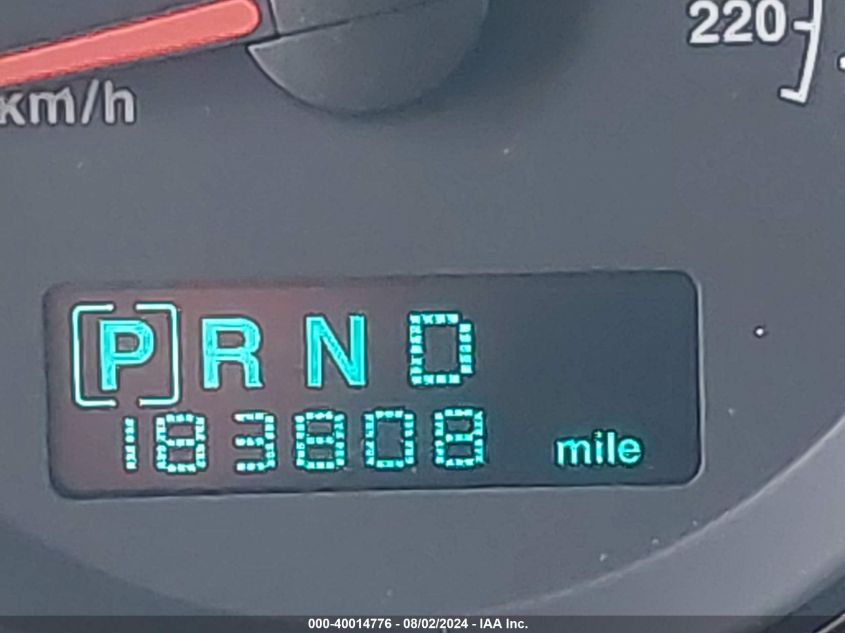 220
km/h
[P] R N D
183808 mile
000-40014776 - 08/02/2024 - IAA Inc.